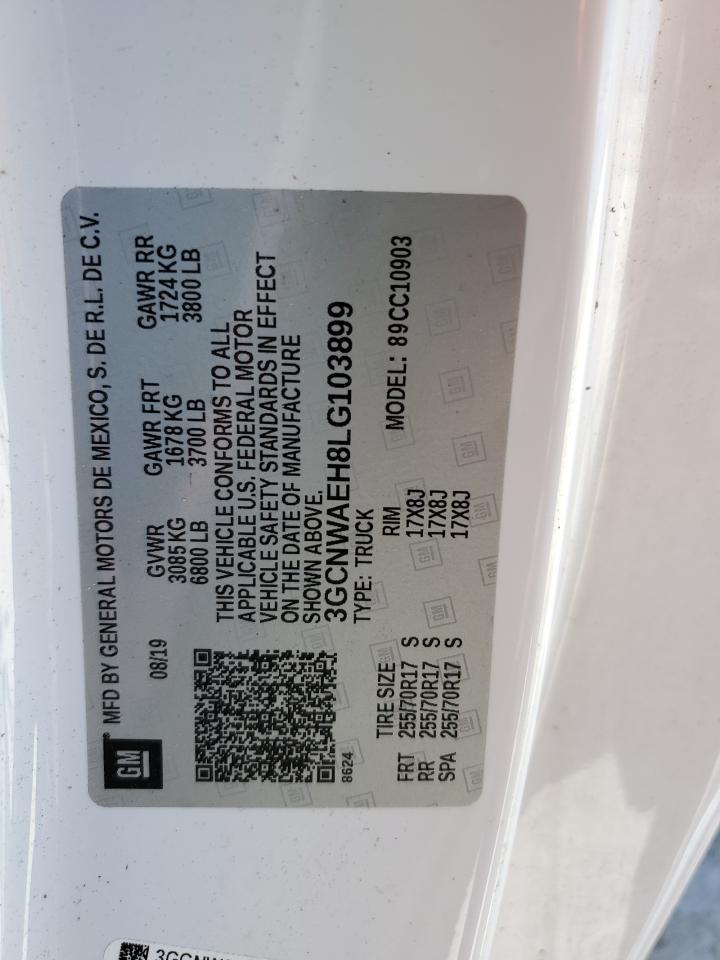 GM® MFD BY GENERAL MOTORS DE MEXICO, S. DE R.L. DE C.V.
08/19 GVWR GAWR FRT GAWR RR
3085 KG 1678 KG 1724 KG
6800 LB 3700 LB 3800 LB
THIS VEHICLE CONFORMS TO ALL
APPLICABLE U.S. FEDERAL MOTOR
VEHICLE SAFETY STANDARDS IN EFFECT
ON THE DATE OF MANUFACTURE
SHOWN ABOVE.
3GCNWAEH8LG103899
8624 TYPE: TRUCK
TIRE SIZE RIM MODEL: 89CC10903
FRT 255/70R17 S 17X8J
RR 255/70R17 S 17X8J
SPA 255/70R17 S 17X8J